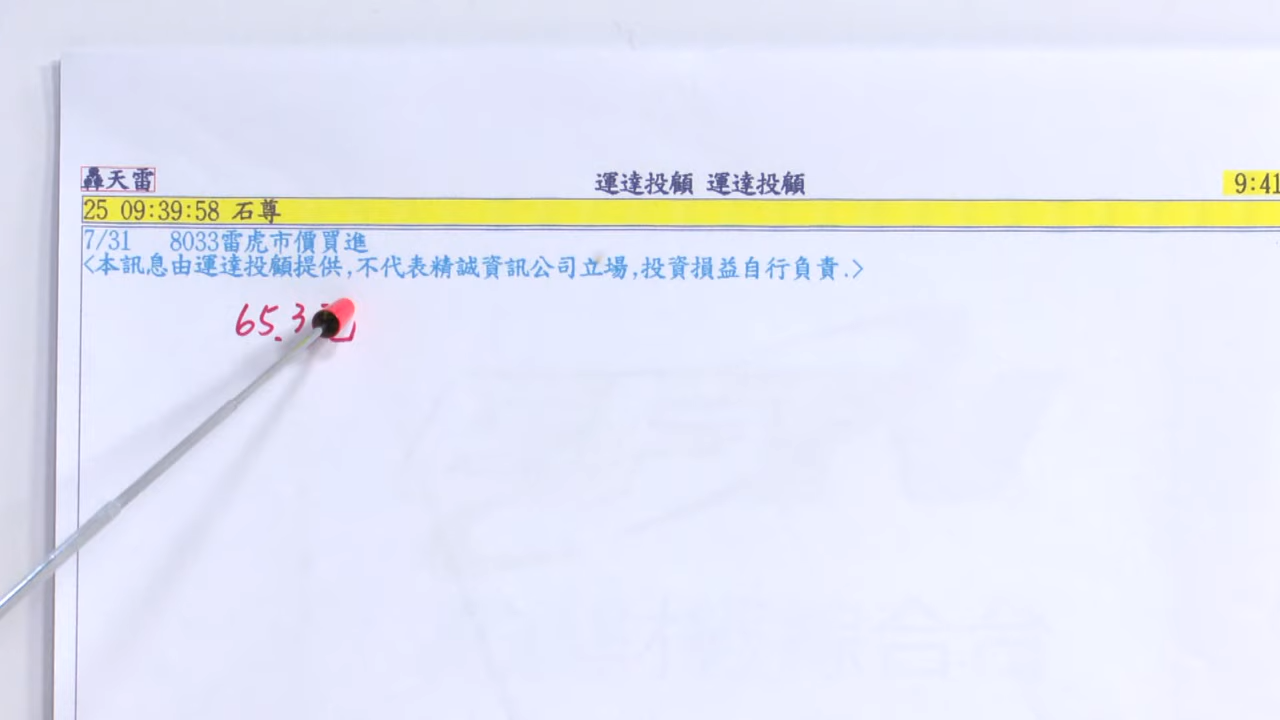 轟天雷
運達投顧 運達投顧
9:41
25 09:39:58 石尊
7/31 8033雷虎市價買進
<本訊息由運達投顧提供,不代表精誠資訊公司立場,投資損益自行負責.>
65.3